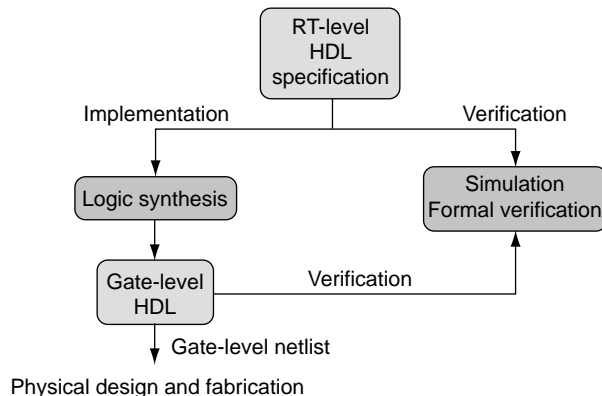 RT-level
HDL
specification
Implementation
Verification
Logic synthesis
Simulation
Formal verification
Gate-level
HDL
Verification
Gate-level netlist
Physical design and fabrication